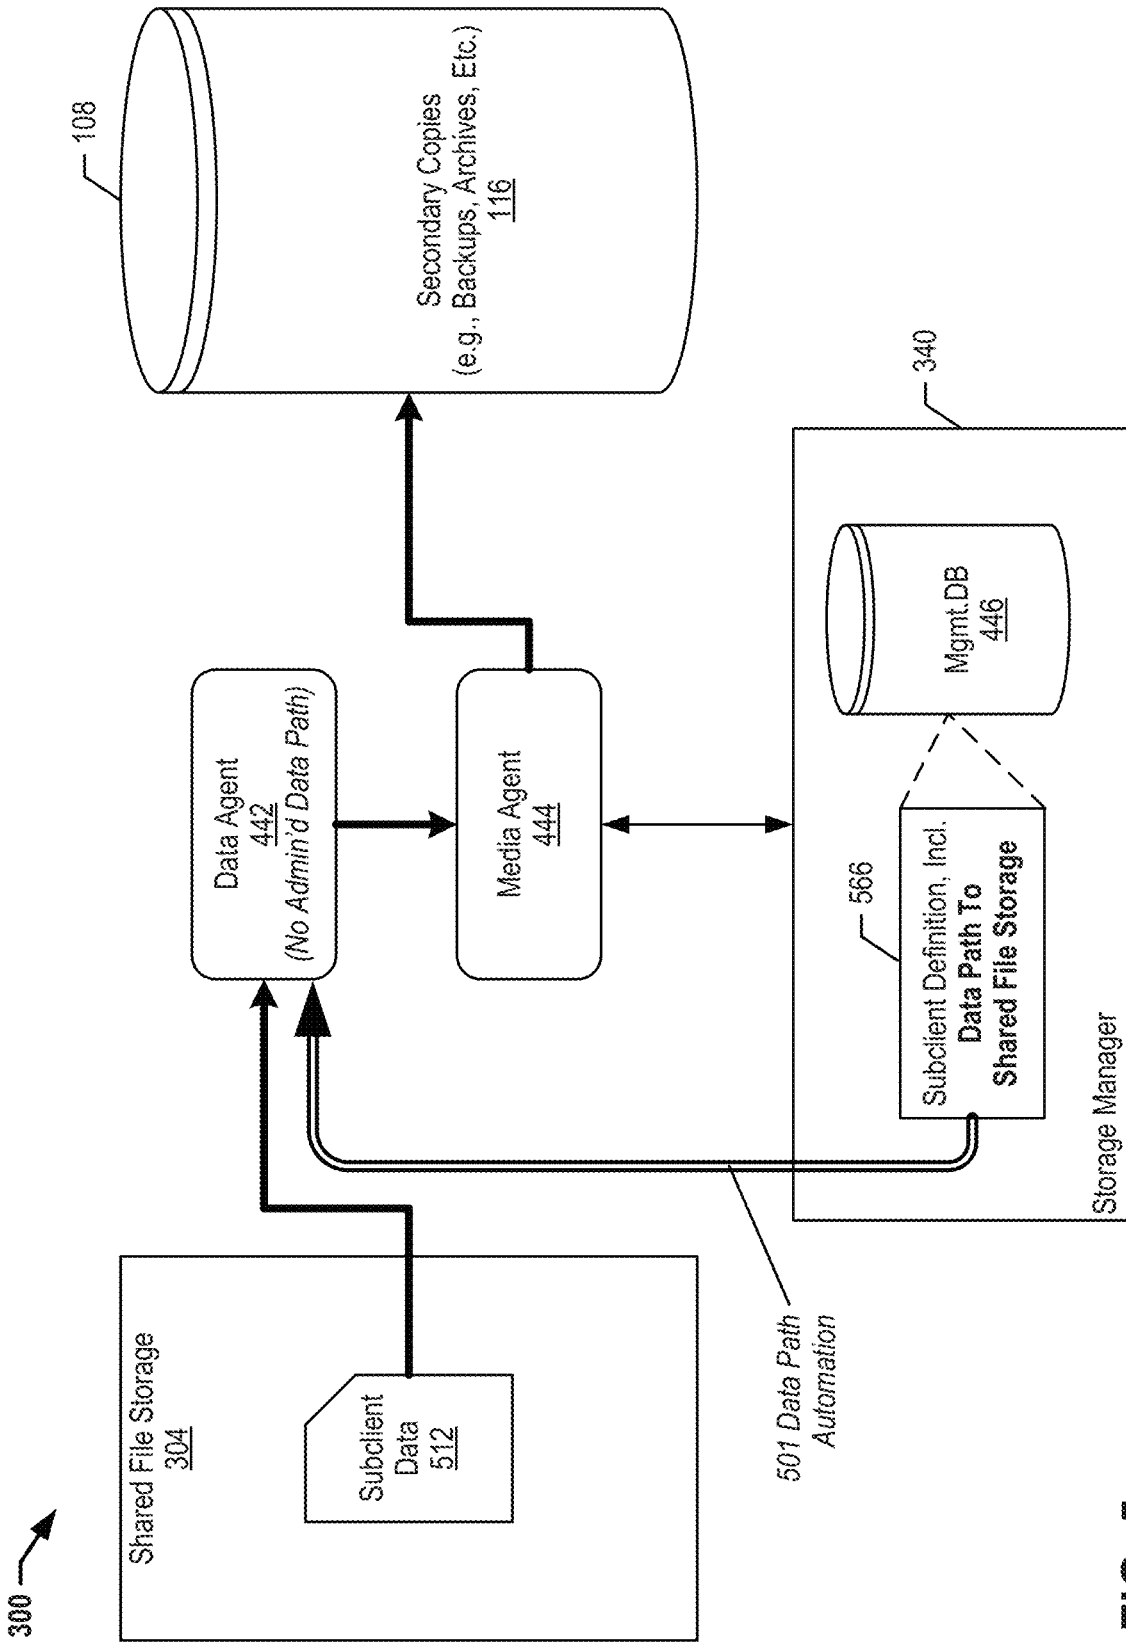 300
Shared File Storage
304
Subclient
Data
512
501 Data Path
Automation
Data Agent
442
(No Admin'd Data Path)
Media Agent
444
108
Secondary Copies
(e.g., Backups, Archives, Etc.)
116
340
Storage Manager
566
Subclient Definition, Incl.
Data Path To
Shared File Storage
Mgmt.DB
446